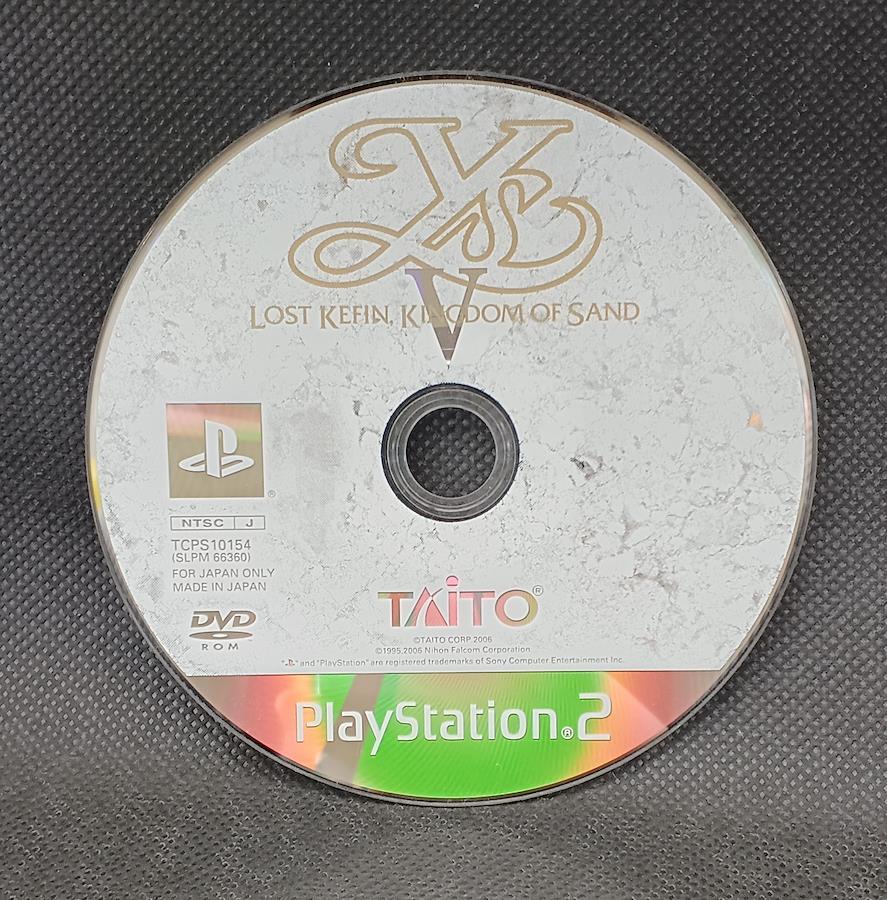 Ys
V
LOST KEFIN, KINGDOM OF SAND
NTSC J
TCPS10154
(SLPM 66360)
FOR JAPAN ONLY
MADE IN JAPAN
DVD
ROM
TAITO®
©TAITO CORP.2006
©1995,2006 Nihon Falcom Corporation.
"PS" and "PlayStation" are registered trademarks of Sony Computer Entertainment Inc.
PlayStation®2